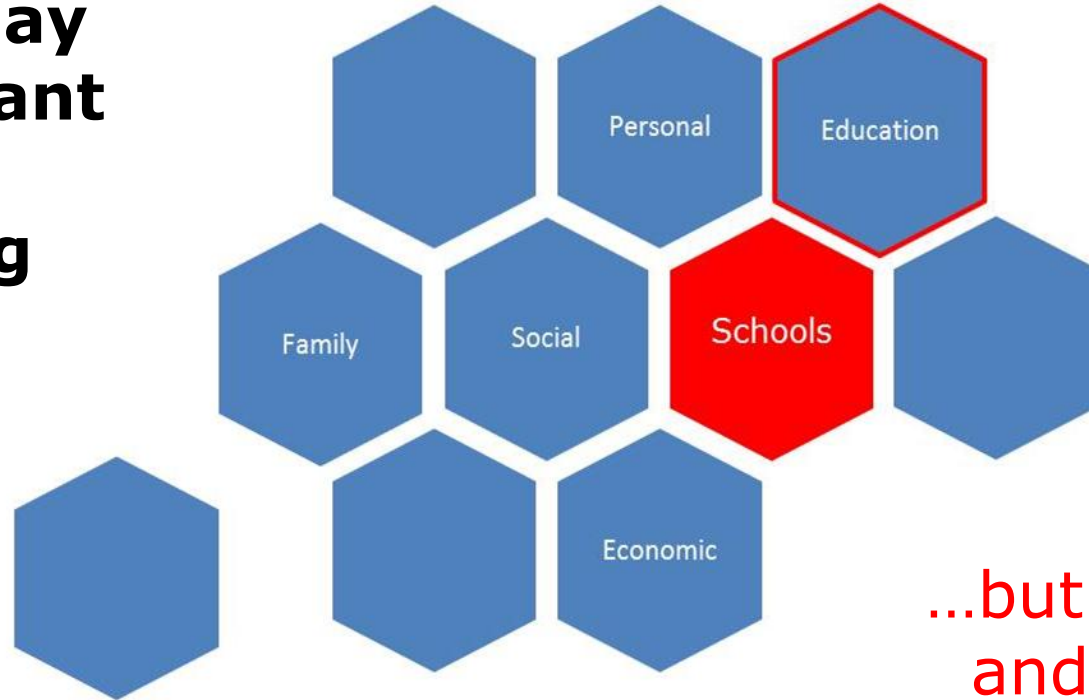 ay
ant
g
Personal
Education
Family
Social
Schools
Economic
...but
and